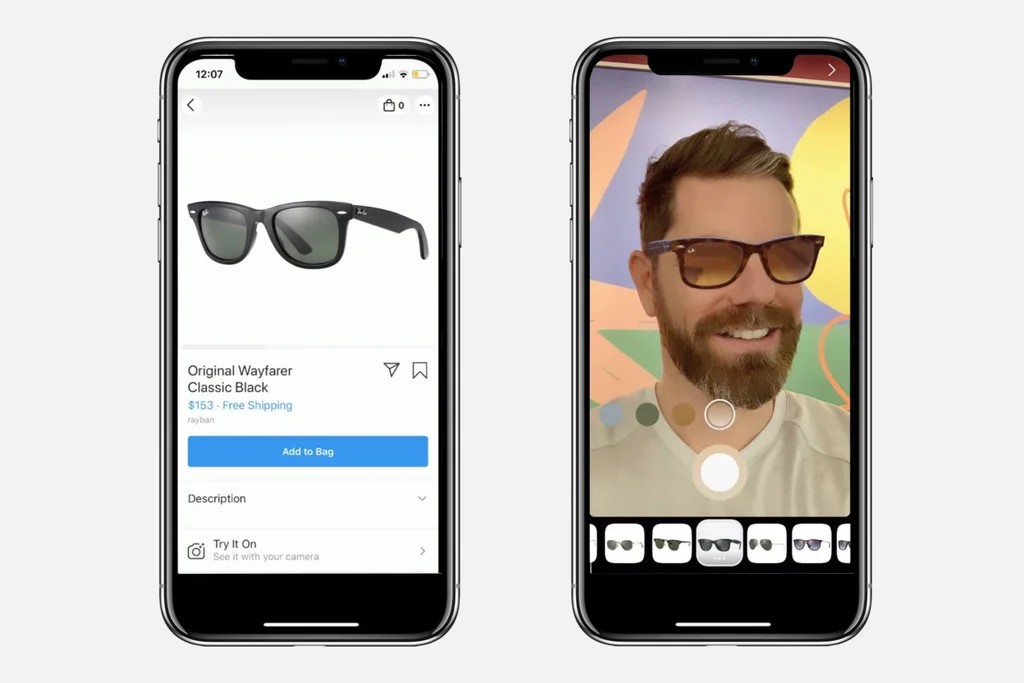 12:07
0
Original Wayfarer
Classic Black
$153 · Free Shipping
rayban
Add to Bag
Description
Try It On
See it with your camera